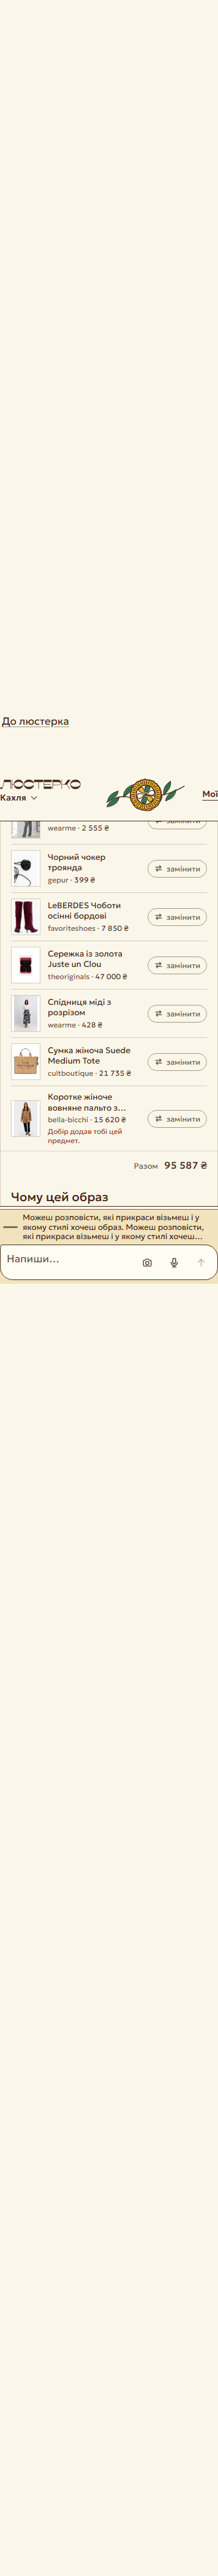 До люстерка
ЛЮСТЕРКО
Кахля
Мої
wearme · 2 555 ₴
замінити
Чорний чокер
троянда
gepur · 399 ₴
замінити
LeBERDES Чоботи
осінні бордові
favoriteshoes · 7 850 ₴
замінити
Сережка із золота
Juste un Clou
theoriginals · 47 000 ₴
замінити
Спідниця міді з
розрізом
wearme · 428 ₴
замінити
Сумка жіноча Suede
Medium Tote
cultboutique · 21 735 ₴
замінити
Коротке жіноче
вовняне пальто з...
bella-bicchi · 15 620 ₴
Добір додав тобі цей
предмет.
замінити
Разом 95 587 ₴
Чому цей образ
Можеш розповісти, які прикраси візьмеш і у
якому стилі хочеш образ. Можеш розповісти,
які прикраси візьмеш і у якому стилі хочеш...
Напиши...